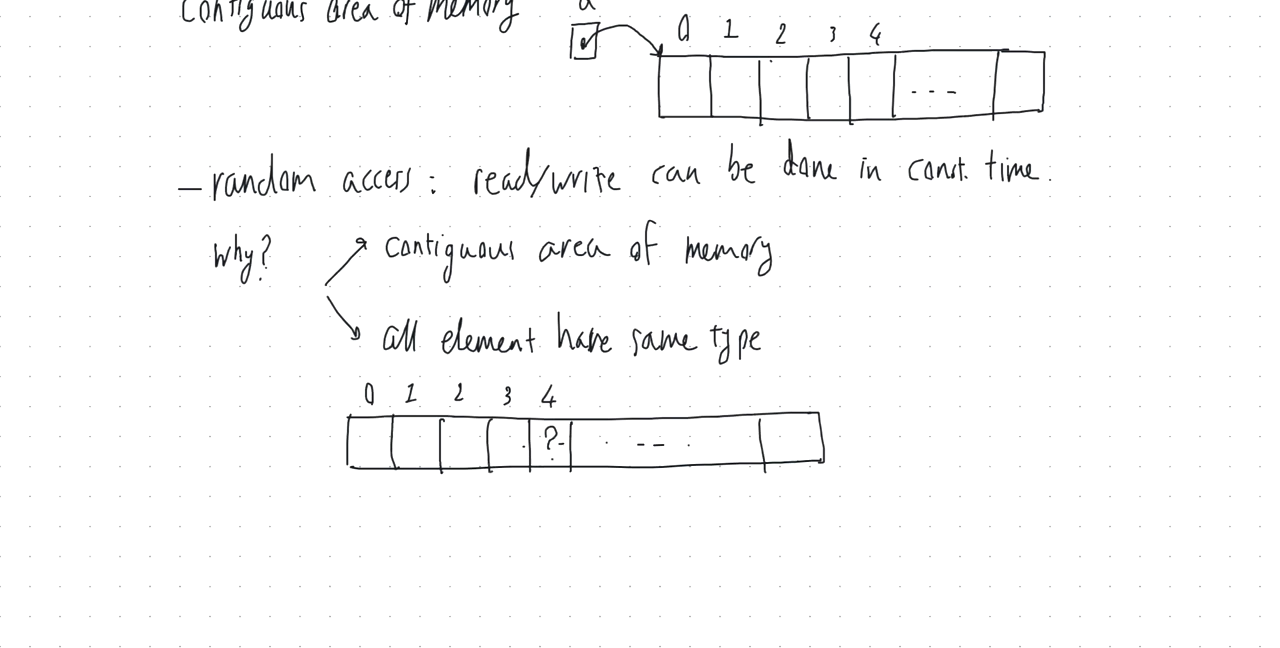 contiguous area of memory
a
0 1 2 3 4
- - -
– random access : read/write can be done in const. time.
why?
contiguous area of memory
all element have same type
0 1 2 3 4
? - -